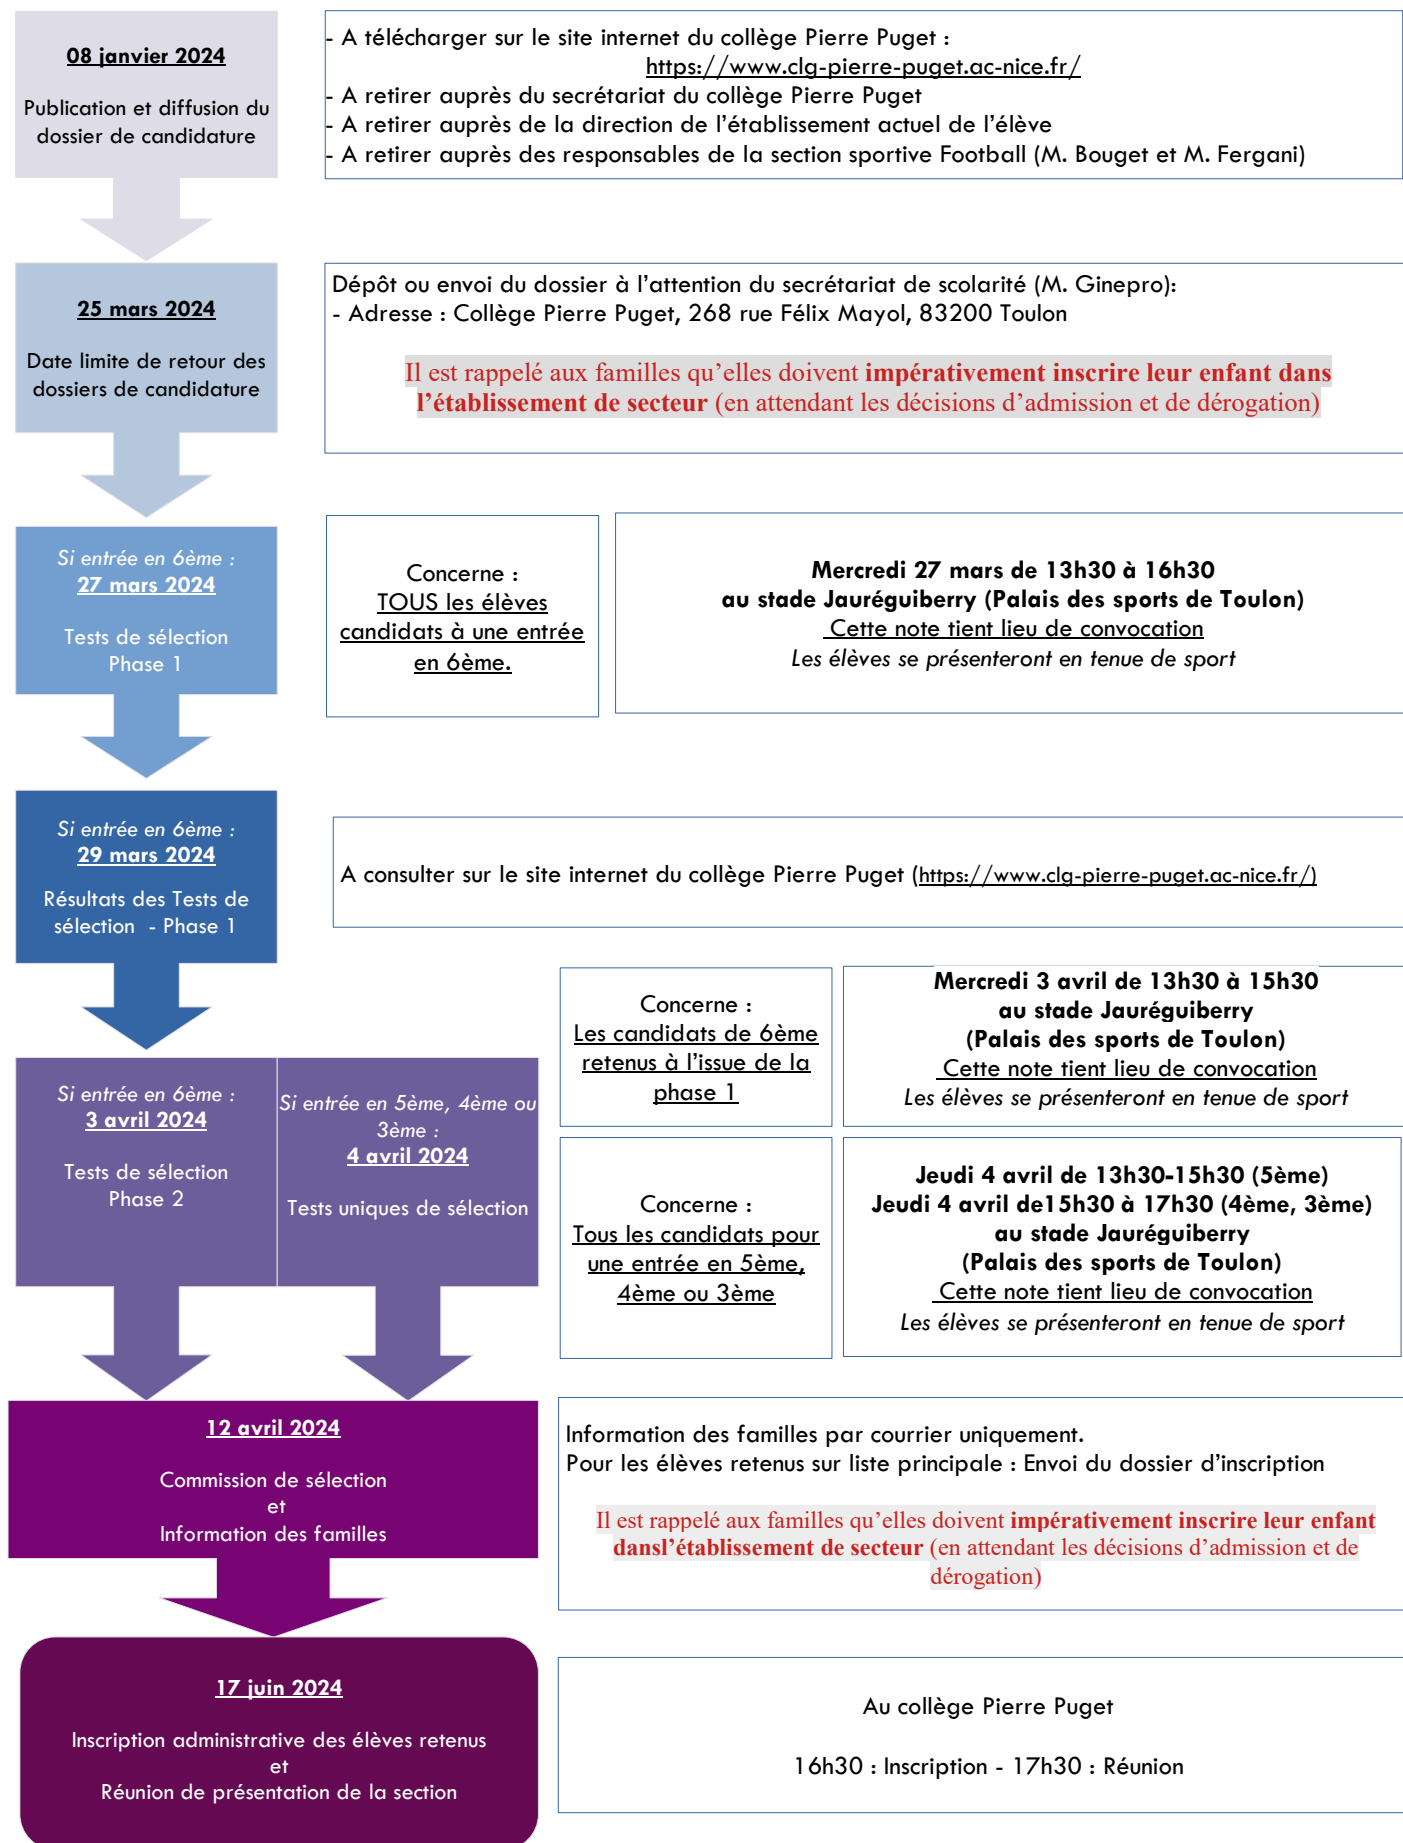 08 janvier 2024
Publication et diffusion du
dossier de candidature
- A télécharger sur le site internet du collège Pierre Puget :
https://www.clg-pierre-puget.ac-nice.fr/
- A retirer auprès du secrétariat du collège Pierre Puget
- A retirer auprès de la direction de l’établissement actuel de l’élève
- A retirer auprès des responsables de la section sportive Football (M. Bouget et M. Fergani)
25 mars 2024
Date limite de retour des
dossiers de candidature
Dépôt ou envoi du dossier à l’attention du secrétariat de scolarité (M. Ginepro):
- Adresse : Collège Pierre Puget, 268 rue Félix Mayol, 83200 Toulon
Il est rappelé aux familles qu’elles doivent impérativement inscrire leur enfant dans
l’établissement de secteur (en attendant les décisions d’admission et de dérogation)
Si entrée en 6ème :
27 mars 2024
Tests de sélection
Phase 1
Concerne :
TOUS les élèves
candidats à une entrée
en 6ème.
Mercredi 27 mars de 13h30 à 16h30
au stade Jauréguiberry (Palais des sports de Toulon)
Cette note tient lieu de convocation
Les élèves se présenteront en tenue de sport
Si entrée en 6ème :
29 mars 2024
Résultats des Tests de
sélection - Phase 1
A consulter sur le site internet du collège Pierre Puget (https://www.clg-pierre-puget.ac-nice.fr/)
Si entrée en 6ème :
3 avril 2024
Tests de sélection
Phase 2
Si entrée en 5ème, 4ème ou
3ème :
4 avril 2024
Tests uniques de sélection
Concerne :
Les candidats de 6ème
retenus à l’issue de la
phase 1
Mercredi 3 avril de 13h30 à 15h30
au stade Jauréguiberry
(Palais des sports de Toulon)
Cette note tient lieu de convocation
Les élèves se présenteront en tenue de sport
Concerne :
Tous les candidats pour
une entrée en 5ème,
4ème ou 3ème
Jeudi 4 avril de 13h30-15h30 (5ème)
Jeudi 4 avril de15h30 à 17h30 (4ème, 3ème)
au stade Jauréguiberry
(Palais des sports de Toulon)
Cette note tient lieu de convocation
Les élèves se présenteront en tenue de sport
12 avril 2024
Commission de sélection
et
Information des familles
Information des familles par courrier uniquement.
Pour les élèves retenus sur liste principale : Envoi du dossier d’inscription
Il est rappelé aux familles qu’elles doivent impérativement inscrire leur enfant
dansl’établissement de secteur (en attendant les décisions d’admission et de
dérogation)
17 juin 2024
Inscription administrative des élèves retenus
et
Réunion de présentation de la section
Au collège Pierre Puget
16h30 : Inscription - 17h30 : Réunion